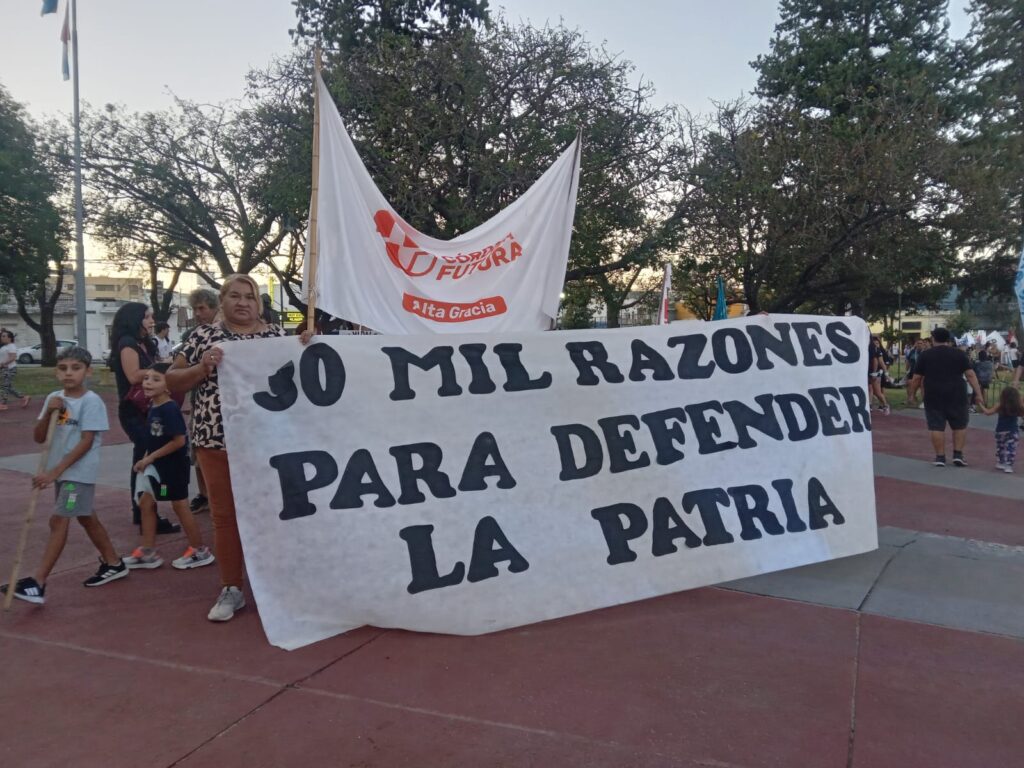 CÓRDOBA
FUTURA
Alta Gracia
30 MIL RAZONES
PARA DEFENDER
LA PATRIA